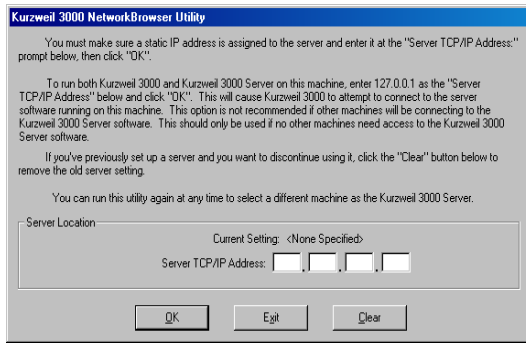 Kurzweil 3000 NetworkBrowser Utility
You must make sure a static IP address is assigned to the server and enter it at the "Server TCP/IP Address:"
prompt below, then click "OK".
To run both Kurzweil 3000 and Kurzweil 3000 Server on this machine, enter 127.0.0.1 as the "Server
TCP/IP Address" below and click "OK". This will cause Kurzweil 3000 to attempt to connect to the server
software running on this machine. This option is not recommended if other machines will be connecting to the
Kurzweil 3000 Server software. This should only be used if no other machines need access to the Kurzweil 3000
Server software.
If you've previously set up a server and you want to discontinue using it, click the "Clear" button below to
remove the old server setting.
You can run this utility again at any time to select a different machine as the Kurzweil 3000 Server.
Server Location
Current Setting: <None Specified>
Server TCP/IP Address: . . .
OK Exit Clear